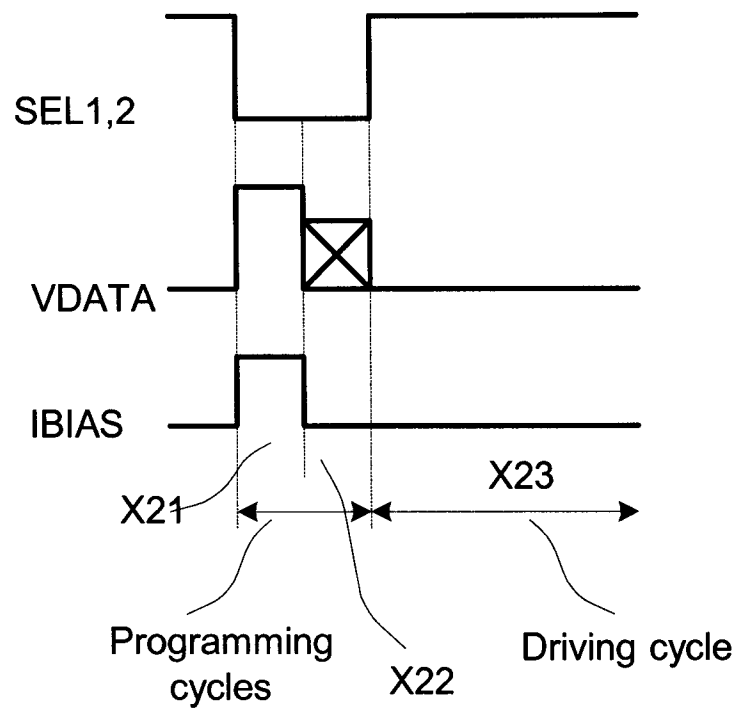 SEL1,2
VDATA
IBIAS
X21
X23
Programming
cycles
X22
Driving cycle